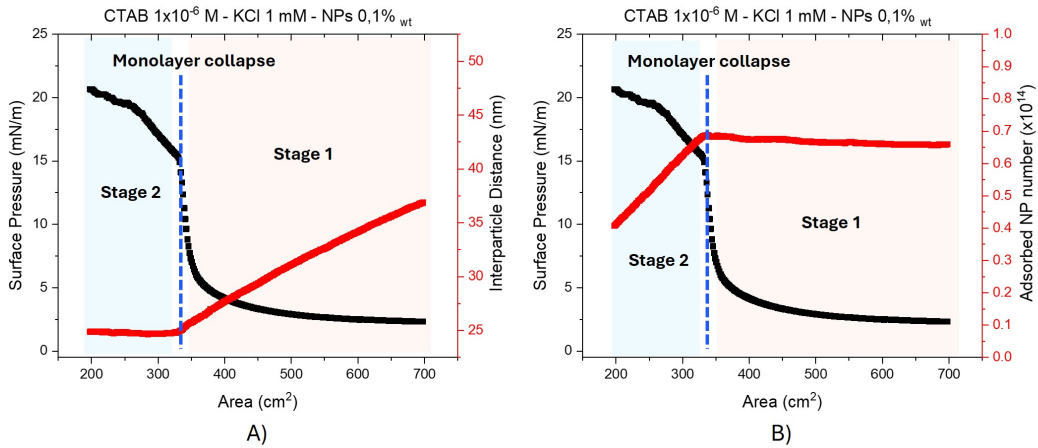 CTAB 1x10⁻⁶ M - KCl 1 mM - NPs 0,1% wt
25
20
15
10
5
0
Surface Pressure (mN/m)
Monolayer collapse
Stage 1
Stage 2
50
45
40
35
30
25
Interparticle Distance (nm)
200 300 400 500 600 700
Area (cm²)
A)
CTAB 1x10⁻⁶ M - KCl 1 mM - NPs 0,1% wt
25
20
15
10
5
0
Surface Pressure (mN/m)
Monolayer collapse
Stage 1
Stage 2
1.0
0.9
0.8
0.7
0.6
0.5
0.4
0.3
0.2
0.1
0.0
Adsorbed NP number (x10¹⁴)
200 300 400 500 600 700
Area (cm²)
B)